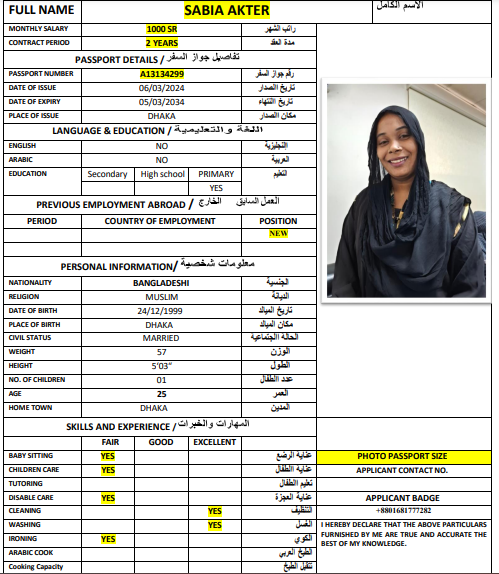 FULL NAME SABIA AKTER الاسم الكامل
MONTHLY SALARY 1000 SR راتب الشهر
CONTRACT PERIOD 2 YEARS مدة العقد
PASSPORT DETAILS / تفاصيل جواز السفر
PASSPORT NUMBER A13134299 رقم جواز السفر
DATE OF ISSUE 06/03/2024 تاريخ الصدار
DATE OF EXPIRY 05/03/2034 تاريخ النتهاء
PLACE OF ISSUE DHAKA مكان الصدار
LANGUAGE & EDUCATION / اللغة والتعليمية
ENGLISH NO النجليزية
ARABIC NO العربية
EDUCATION Secondary High school PRIMARY التعليم
YES
PREVIOUS EMPLOYMENT ABROAD / العمل السابق الخارج
PERIOD COUNTRY OF EMPLOYMENT POSITION
NEW
PERSONAL INFORMATION/ معلومات شخصية
NATIONALITY BANGLADESHI الجنسية
RELIGION MUSLIM الديانة
DATE OF BIRTH 24/12/1999 تاريخ الميالد
PLACE OF BIRTH DHAKA مكان الميالد
CIVIL STATUS MARRIED الحالة الاجتماعية
WEIGHT 57 الوزن
HEIGHT 5'03" الطول
NO. OF CHILDREN 01 عدد الطفال
AGE 25 العمر
HOME TOWN DHAKA المدين
SKILLS AND EXPERIENCE / المهارات والخبرات
FAIR GOOD EXCELLENT
BABY SITTING YES عناية الرضع PHOTO PASSPORT SIZE
CHILDREN CARE YES عناية الطفال APPLICANT CONTACT NO.
TUTORING تعليم الطفال
DISABLE CARE YES عناية العجزة APPLICANT BADGE
CLEANING YES التنظيف +8801681777282
WASHING YES الغسل I HEREBY DECLARE THAT THE ABOVE PARTICULARS
IRONING YES الكوي FURNISHED BY ME ARE TRUE AND ACCURATE THE
ARABIC COOK الطبخ العربي BEST OF MY KNOWLEDGE.
Cooking Capacity الطبخ